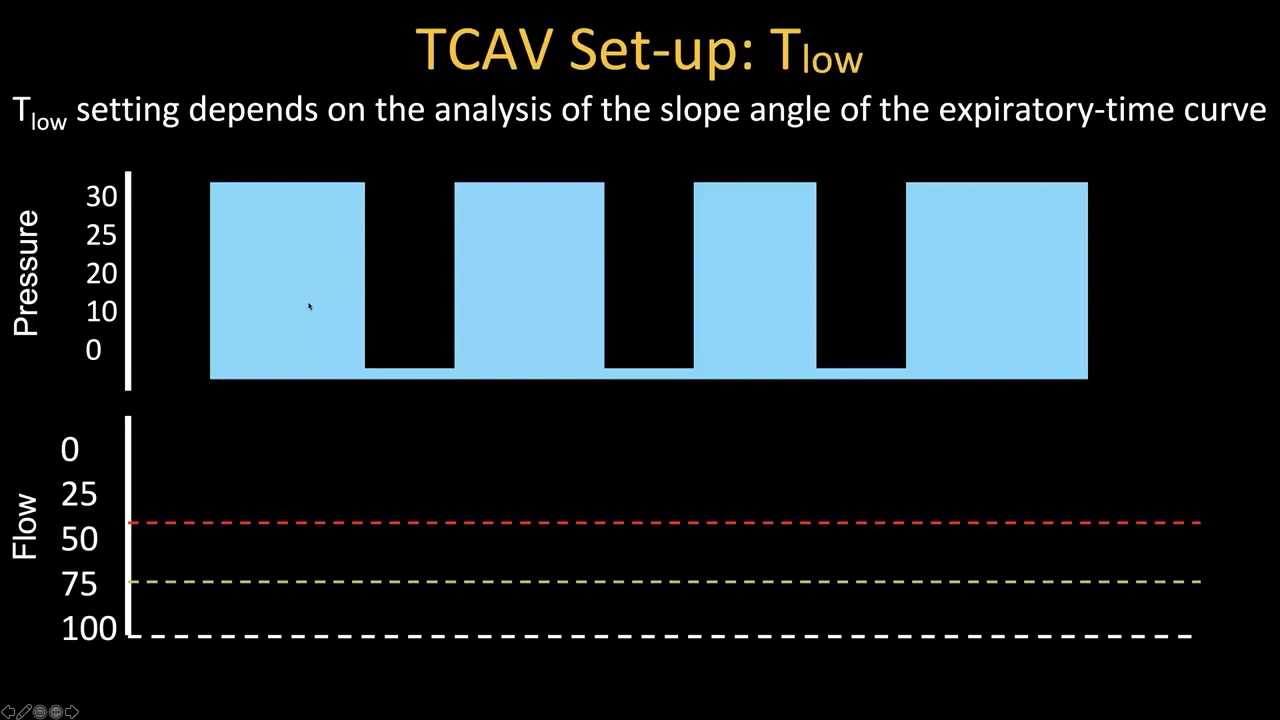 TCAV Set-up: Tlow
Tlow setting depends on the analysis of the slope angle of the expiratory-time curve
Pressure
30
25
20
10
0
Flow
0
25
50
75
100